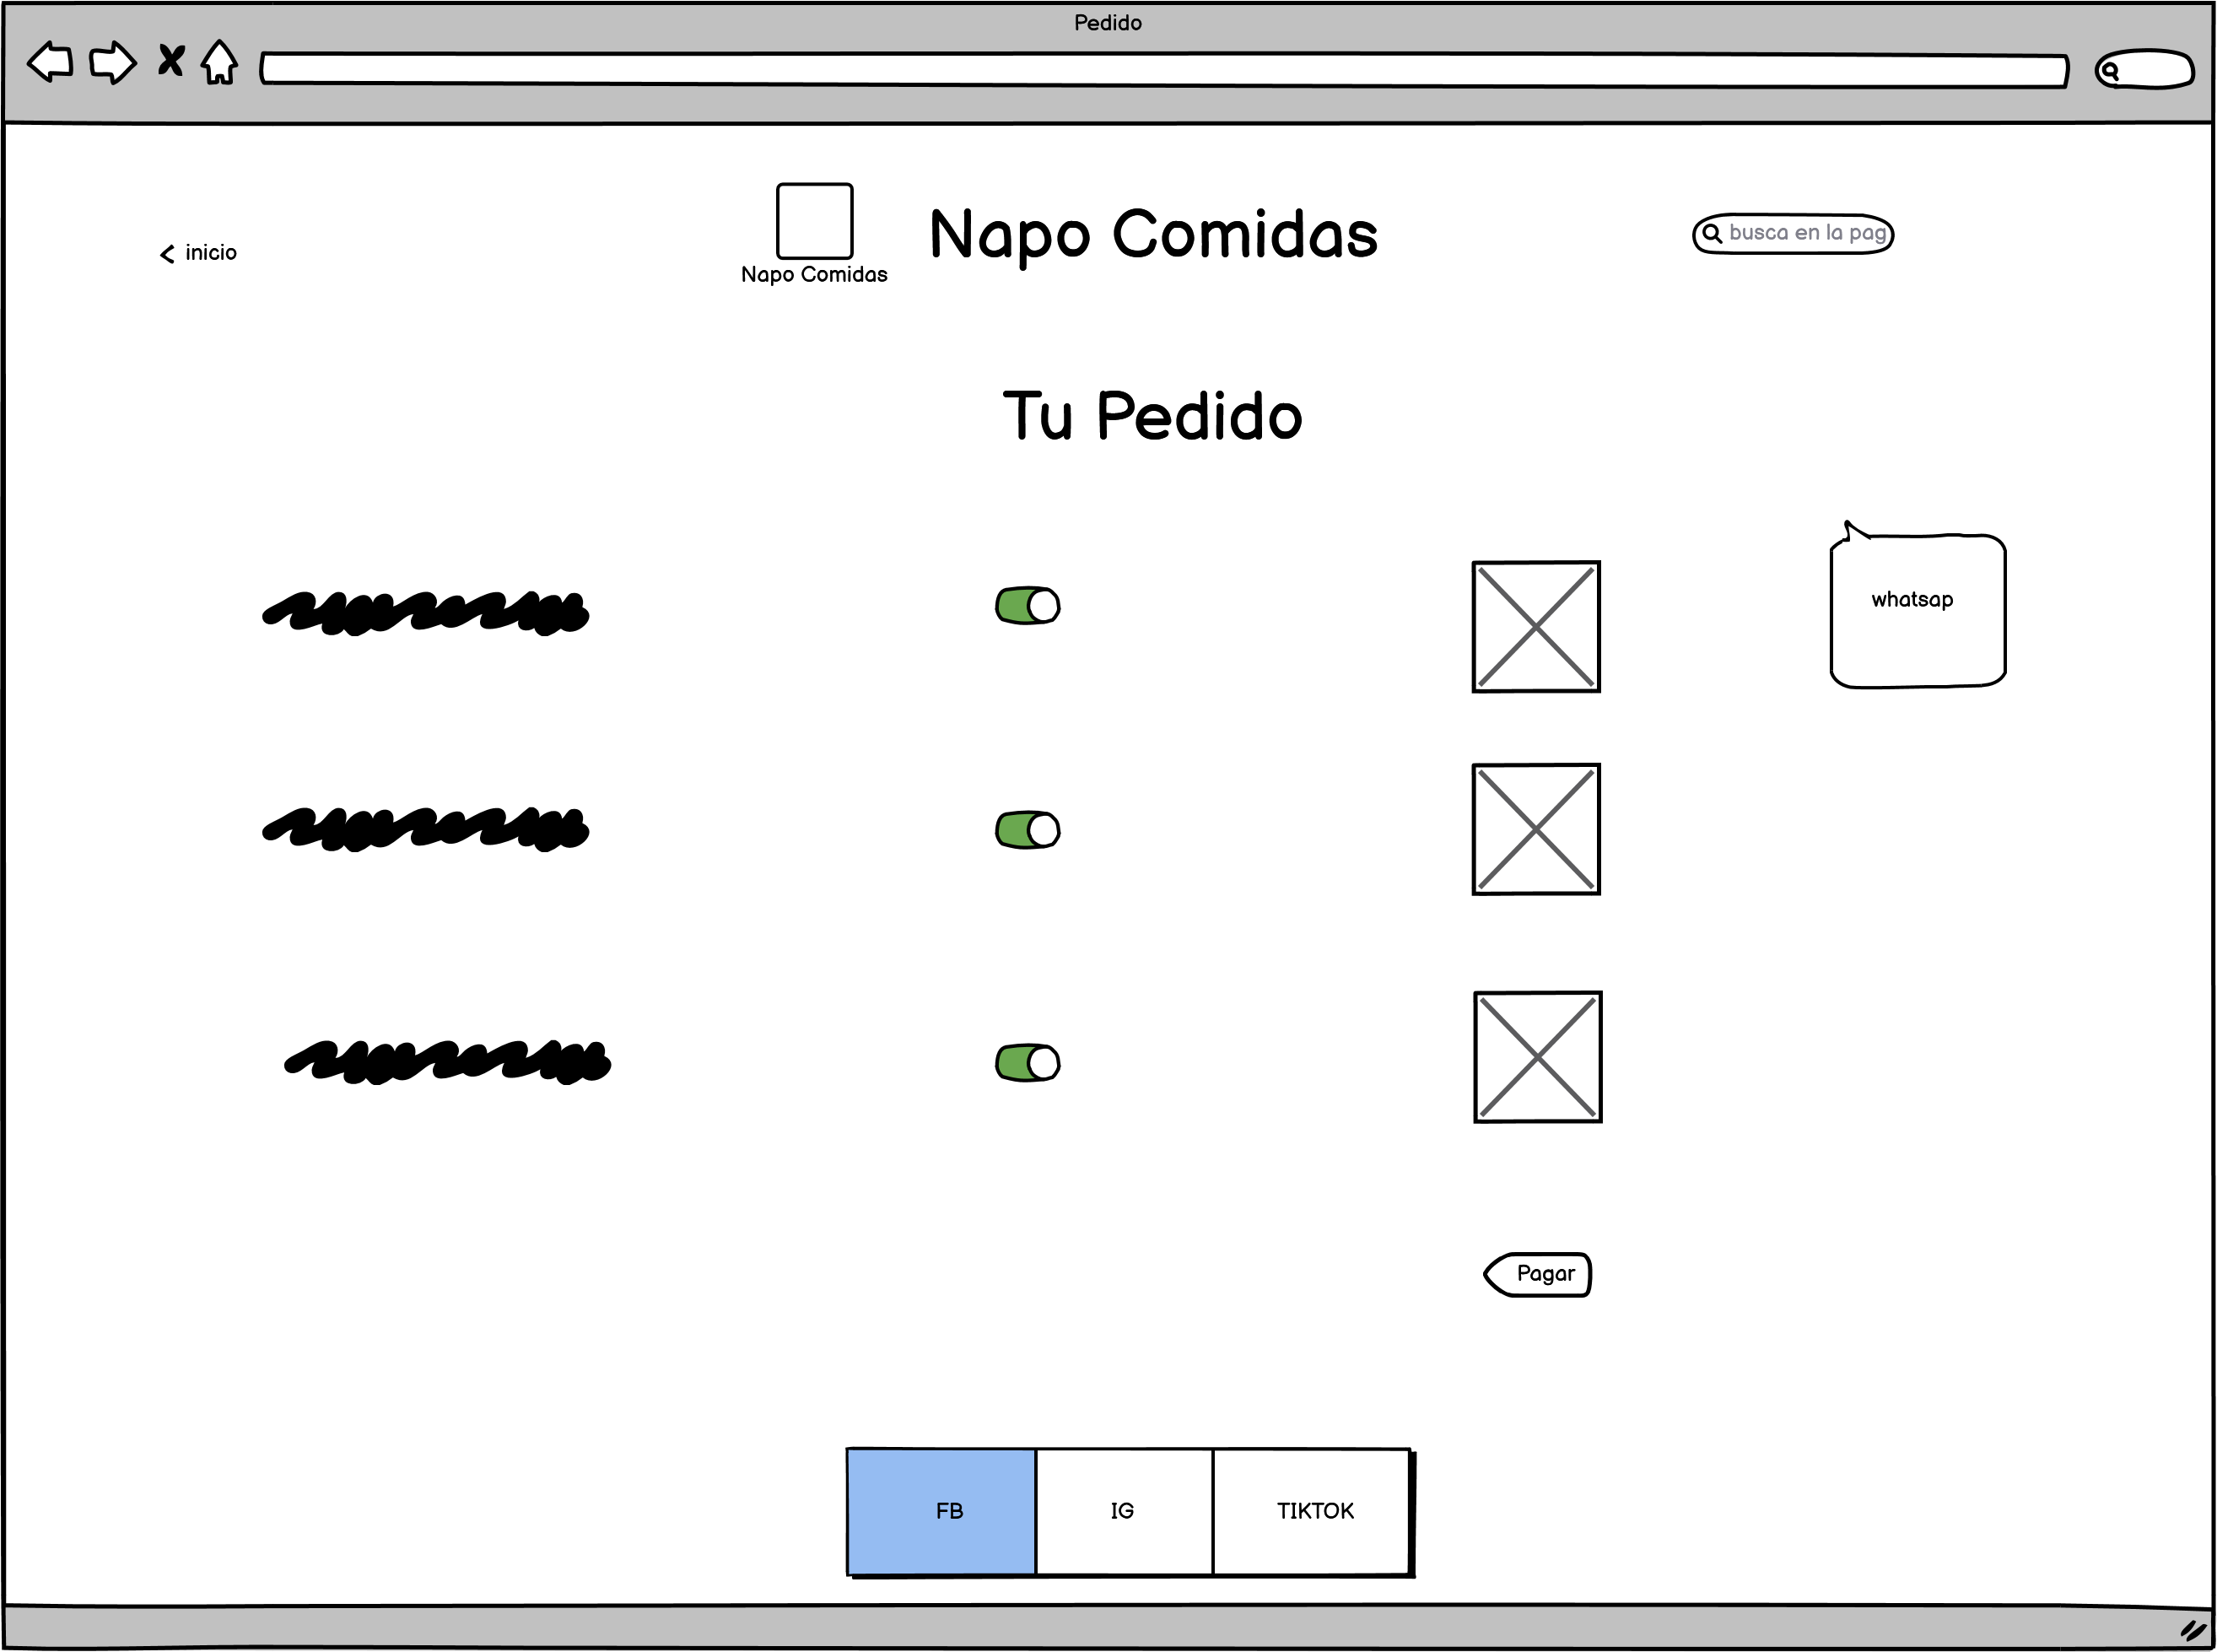 Pedido
inicio
Napo Comidas
Napo Comidas
busca en la pag
Tu Pedido
whatsap
Pagar
FB
IG
TIKTOK